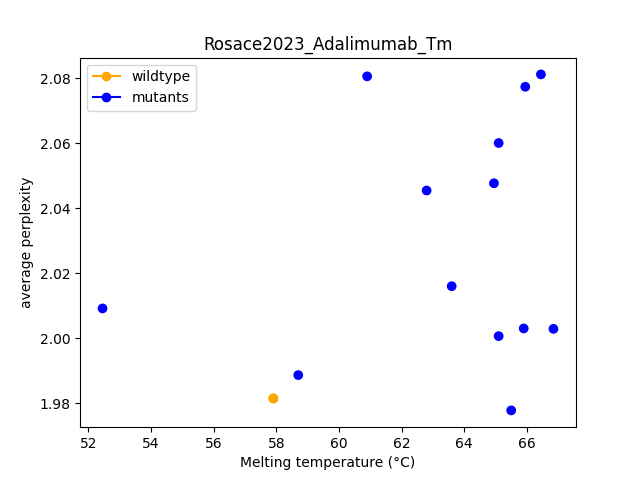 Rosace2023_Adalimumab_Tm
wildtype
mutants
average perplexity
2.08
2.06
2.04
2.02
2.00
1.98
52 54 56 58 60 62 64 66
Melting temperature (°C)